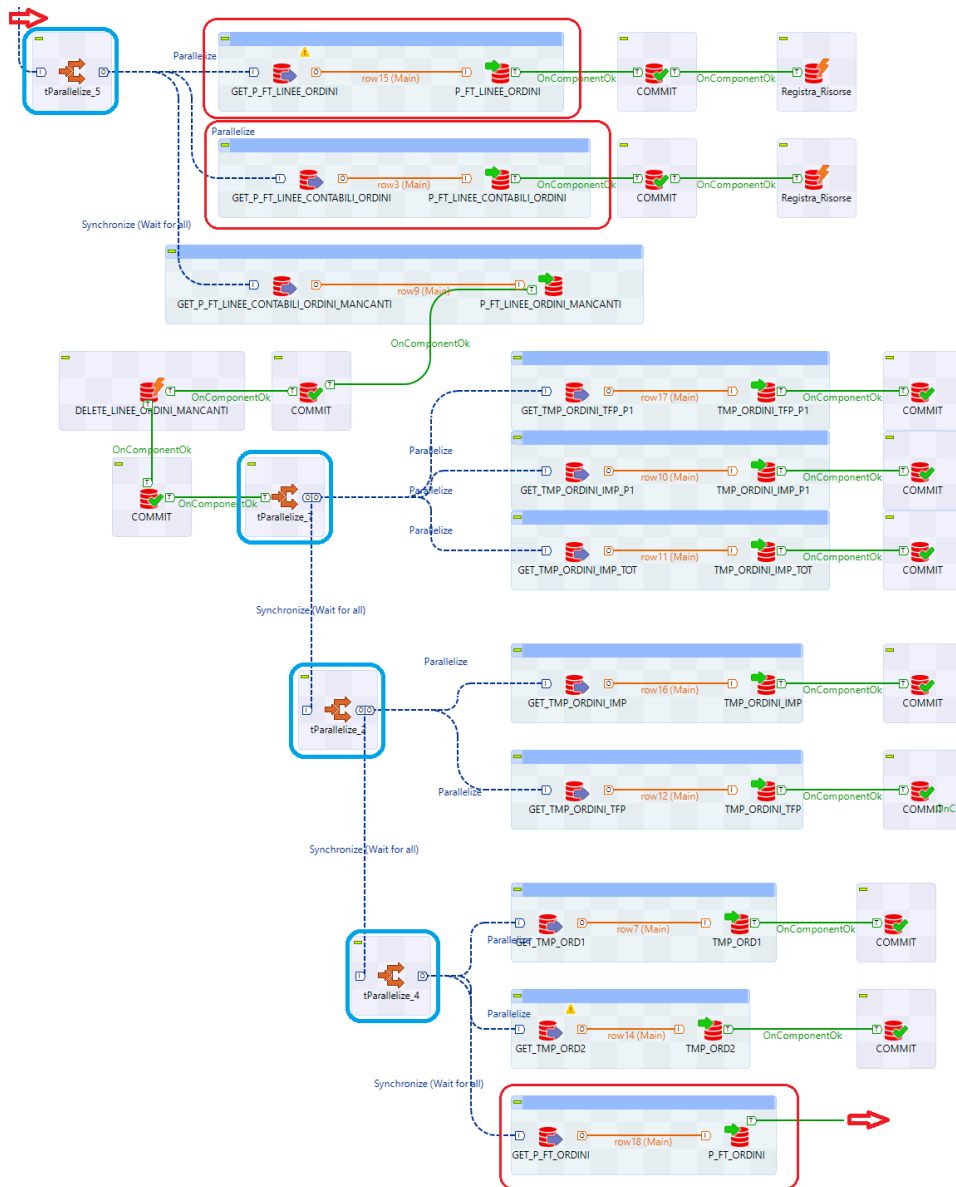 Parallelize
tParallelize_5
GET_P_FT_LINEE_ORDINI
row15 (Main)
P_FT_LINEE_ORDINI
OnComponentOk
COMMIT
OnComponentOk
Registra_Risorse
Parallelize
GET_P_FT_LINEE_CONTABILI_ORDINI
row3 (Main)
P_FT_LINEE_CONTABILI_ORDINI
OnComponentOk
COMMIT
OnComponentOk
Registra_Risorse
Synchronize (Wait for all)
GET_P_FT_LINEE_CONTABILI_ORDINI_MANCANTI
row9 (Main)
P_FT_LINEE_ORDINI_MANCANTI
OnComponentOk
DELETE_LINEE_ORDINI_MANCANTI
OnComponentOk
COMMIT
OnComponentOk
COMMIT
OnComponentOk
Parallelize
GET_TMP_ORDINI_TFP_P1
row17 (Main)
TMP_ORDINI_TFP_P1
OnComponentOk
COMMIT
Parallelize
GET_TMP_ORDINI_IMP_P1
row10 (Main)
TMP_ORDINI_IMP_P1
OnComponentOk
COMMIT
Parallelize
GET_TMP_ORDINI_IMP_TOT
row11 (Main)
TMP_ORDINI_IMP_TOT
OnComponentOk
COMMIT
Synchronize (Wait for all)
tParallelize_2
Parallelize
GET_TMP_ORDINI_IMP
row16 (Main)
TMP_ORDINI_IMP
OnComponentOk
COMMIT
Parallelize
GET_TMP_ORDINI_TFP
row12 (Main)
TMP_ORDINI_TFP
OnComponentOk
COMMIT
Synchronize (Wait for all)
tParallelize_4
Parallelize
GET_TMP_ORD1
row7 (Main)
TMP_ORD1
OnComponentOk
COMMIT
Parallelize
GET_TMP_ORD2
row14 (Main)
TMP_ORD2
OnComponentOk
COMMIT
Synchronize (Wait for all)
GET_P_FT_ORDINI
row18 (Main)
P_FT_ORDINI